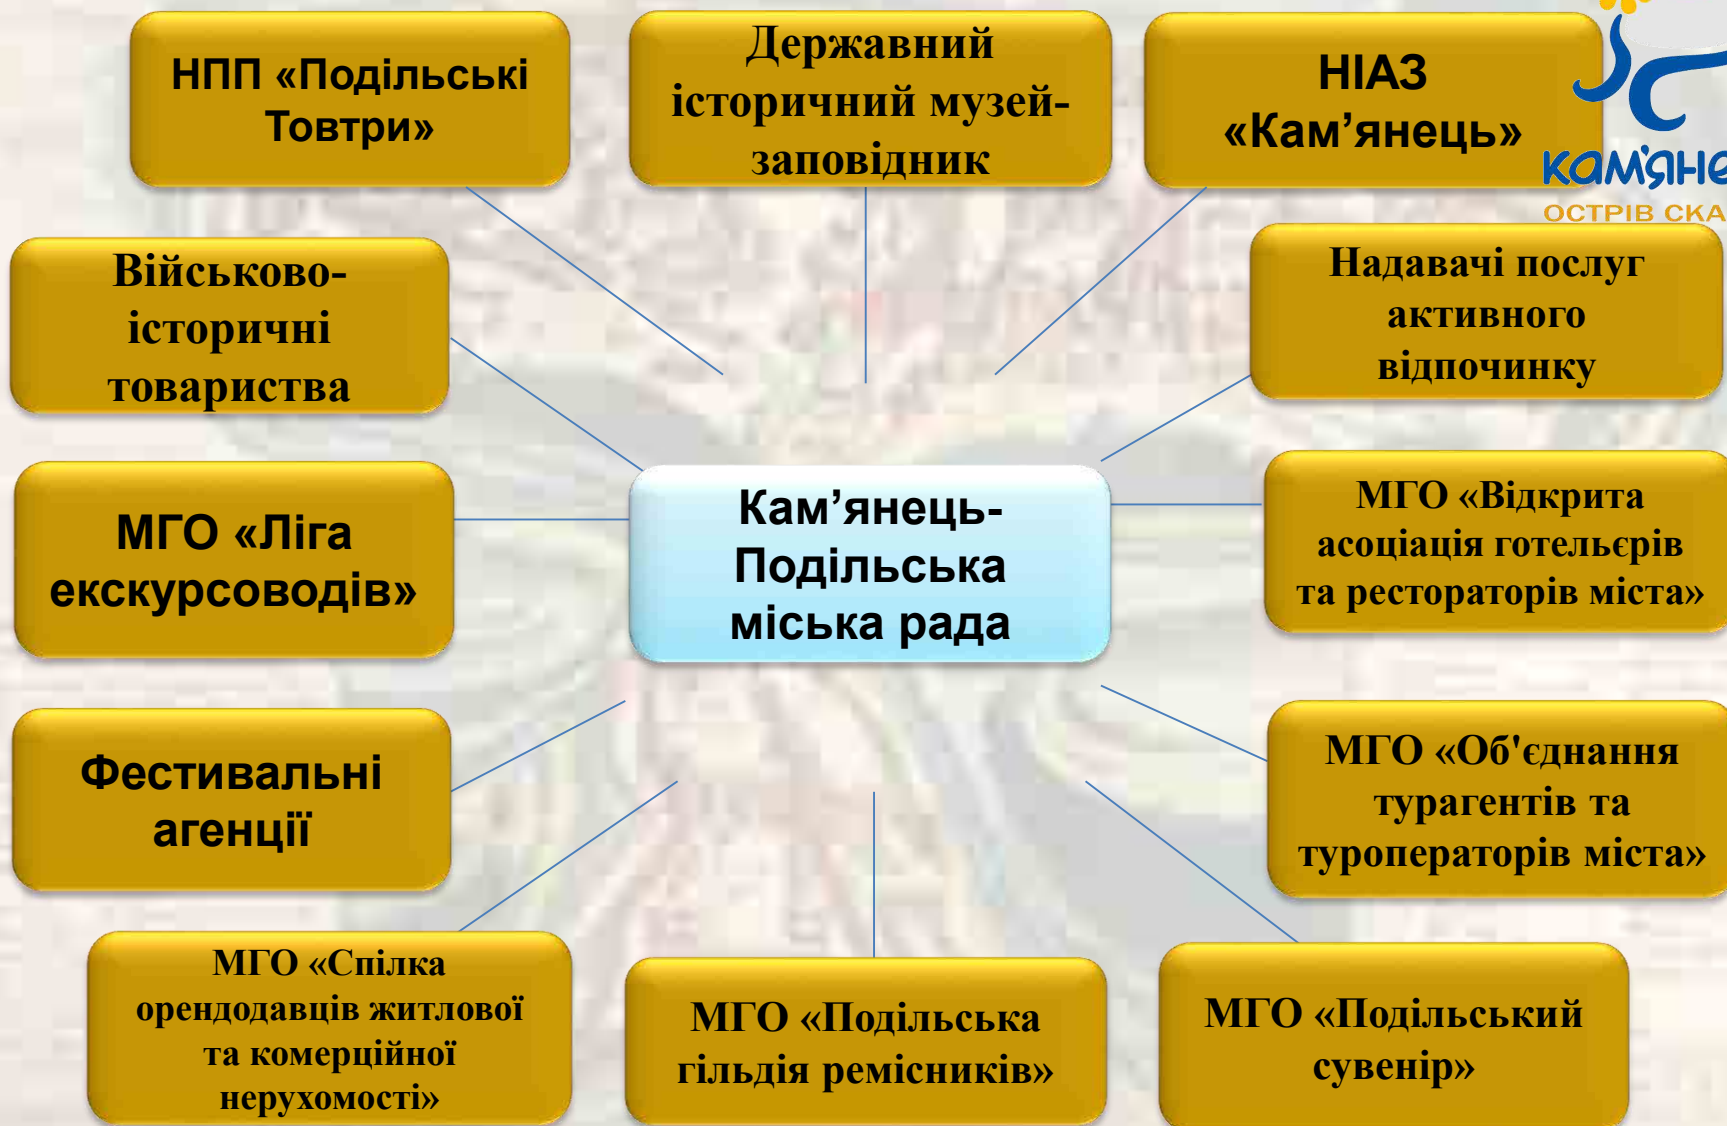 НПП «Подільські
Товтри»
Державний
історичний музей-
заповідник
НІАЗ
«Кам’янець»
ОСТРІВ
Військово-
історичні
товариства
Надавачі послуг
активного
відпочинку
МГО «Ліга
екскурсоводів»
Кам’янець-
Подільська
міська рада
МГО «Відкрита
асоціація готельєрів
та рестораторів міста»
Фестивальні
агенції
МГО «Об'єднання
турагентів та
туроператорів міста»
МГО «Спілка
орендодавців житлової
та комерційної
нерухомості»
МГО «Подільська
гільдія ремісників»
МГО «Подільський
сувенір»